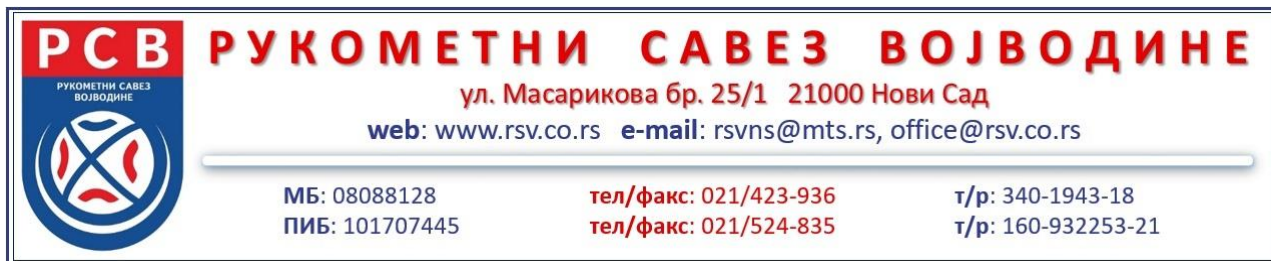 РСВ
РУКОМЕТНИ САВЕЗ
ВОЈВОДИНЕ
РУКОМЕТНИ САВЕЗ ВОЈВОДИНЕ
ул. Масарикова бр. 25/1 21000 Нови Сад
web: www.rsv.co.rs e-mail: rsvns@mts.rs, office@rsv.co.rs
МБ: 08088128 тел/факс: 021/423-936 т/р: 340-1943-18
ПИБ: 101707445 тел/факс: 021/524-835 т/р: 160-932253-21